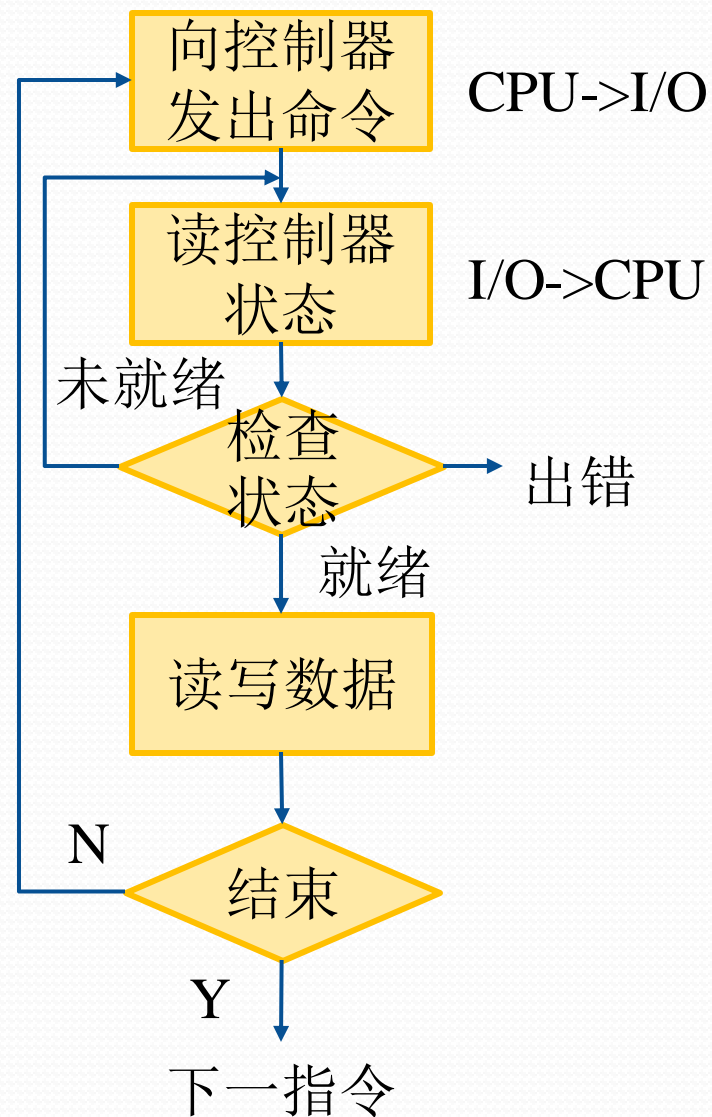 向控制器
发出命令
CPU->I/O
读控制器
状态
I/O->CPU
未就绪
检查
状态
出错
就绪
读写数据
N
结束
Y
下一指令